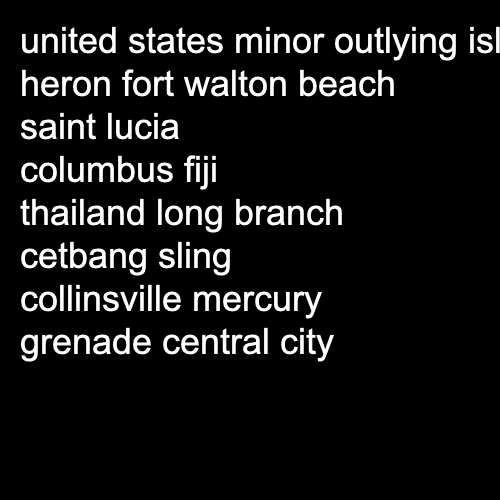 united states minor outlying isl
heron fort walton beach
saint lucia
columbus fiji
thailand long branch
cetbang sling
collinsville mercury
grenade central city